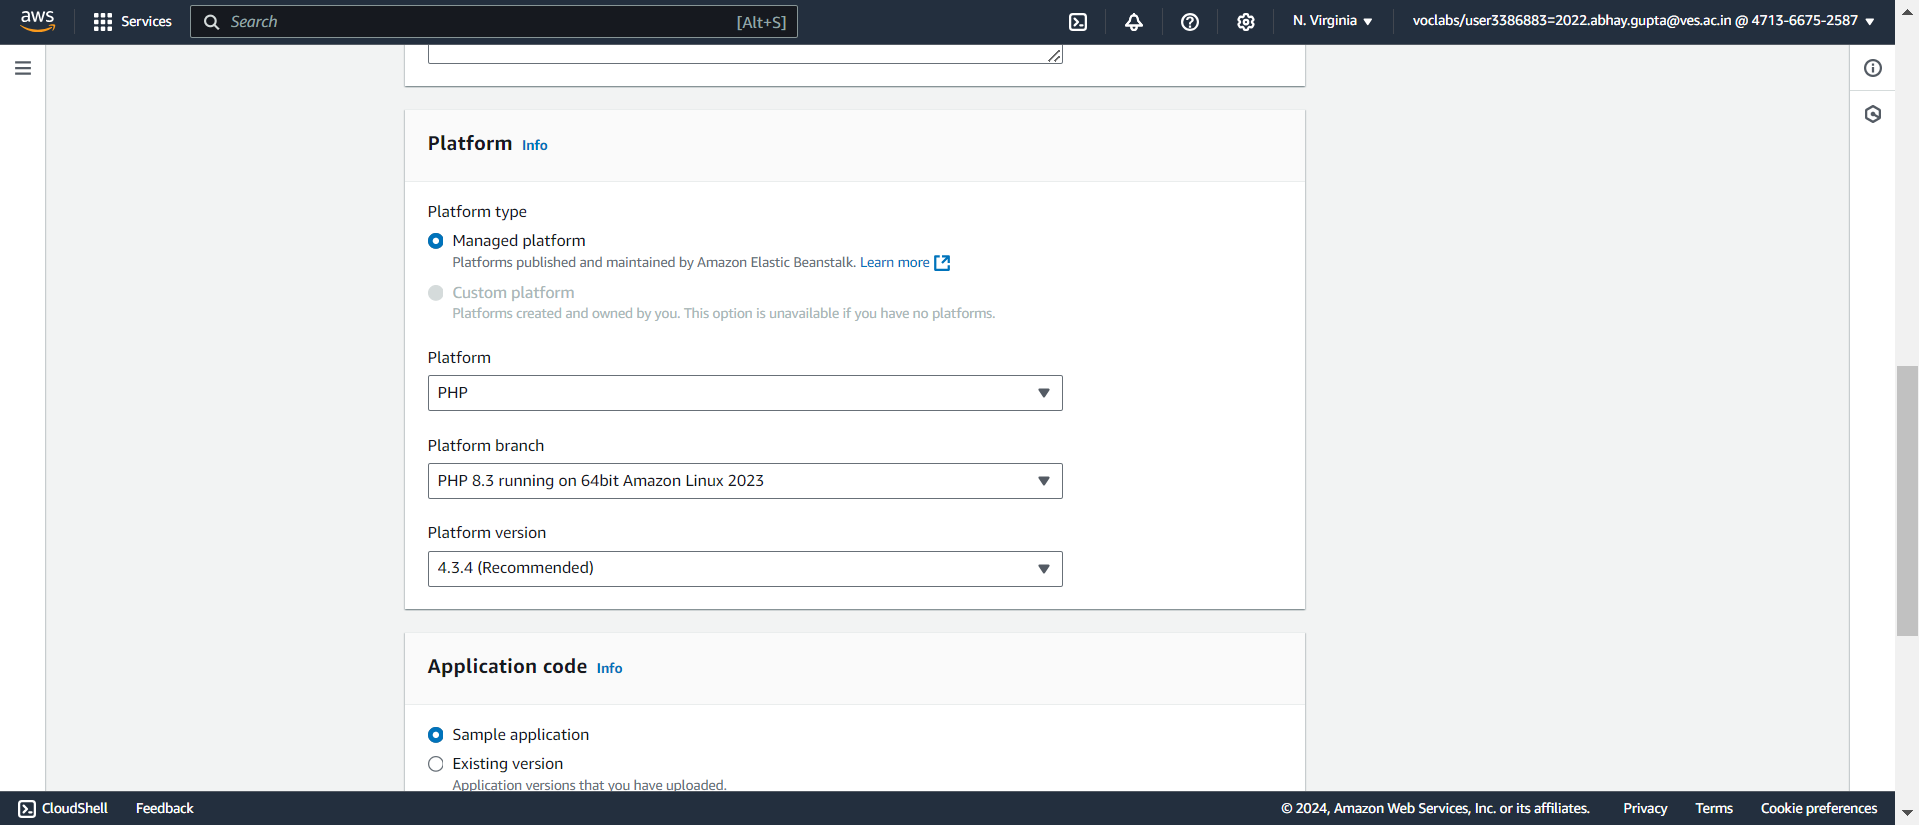 aws
Services
Search [Alt+S]
N. Virginia
voclabs/user3386883=2022.abhay.gupta@ves.ac.in @ 4713-6675-2587
Platform Info
Platform type
Managed platform
Platforms published and maintained by Amazon Elastic Beanstalk. Learn more
Custom platform
Platforms created and owned by you. This option is unavailable if you have no platforms.
Platform
PHP
Platform branch
PHP 8.3 running on 64bit Amazon Linux 2023
Platform version
4.3.4 (Recommended)
Application code Info
Sample application
Existing version
Application versions that you have uploaded.
CloudShell
Feedback
© 2024, Amazon Web Services, Inc. or its affiliates.
Privacy
Terms
Cookie preferences